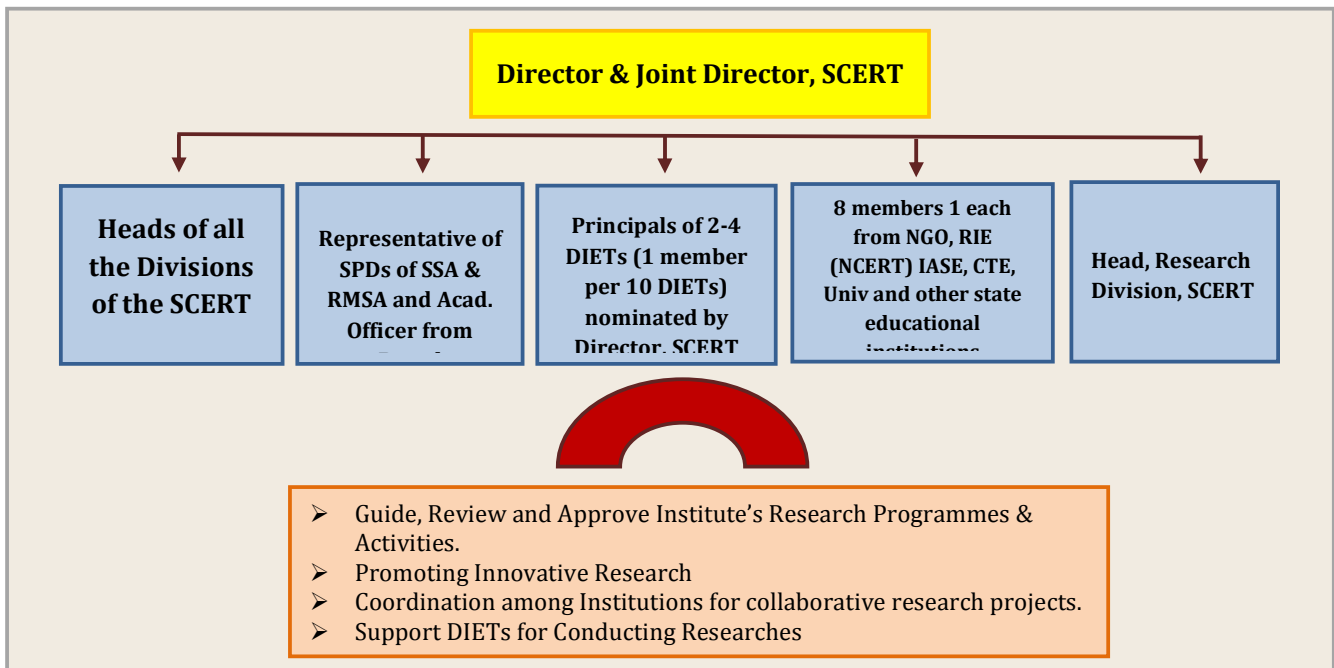 Director & Joint Director, SCERT
Heads of all
the Divisions
of the SCERT
Representative of
SPDs of SSA &
RMSA and Acad.
Officer from
Principals of 2-4
DIETs (1 member
per 10 DIETs)
nominated by
Director, SCERT
8 members 1 each
from NGO, RIE
(NCERT) IASE, CTE,
Univ and other state
educational
institutions
Head, Research
Division, SCERT
➢ Guide, Review and Approve Institute’s Research Programmes &
Activities.
➢ Promoting Innovative Research
➢ Coordination among Institutions for collaborative research projects.
➢ Support DIETs for Conducting Researches